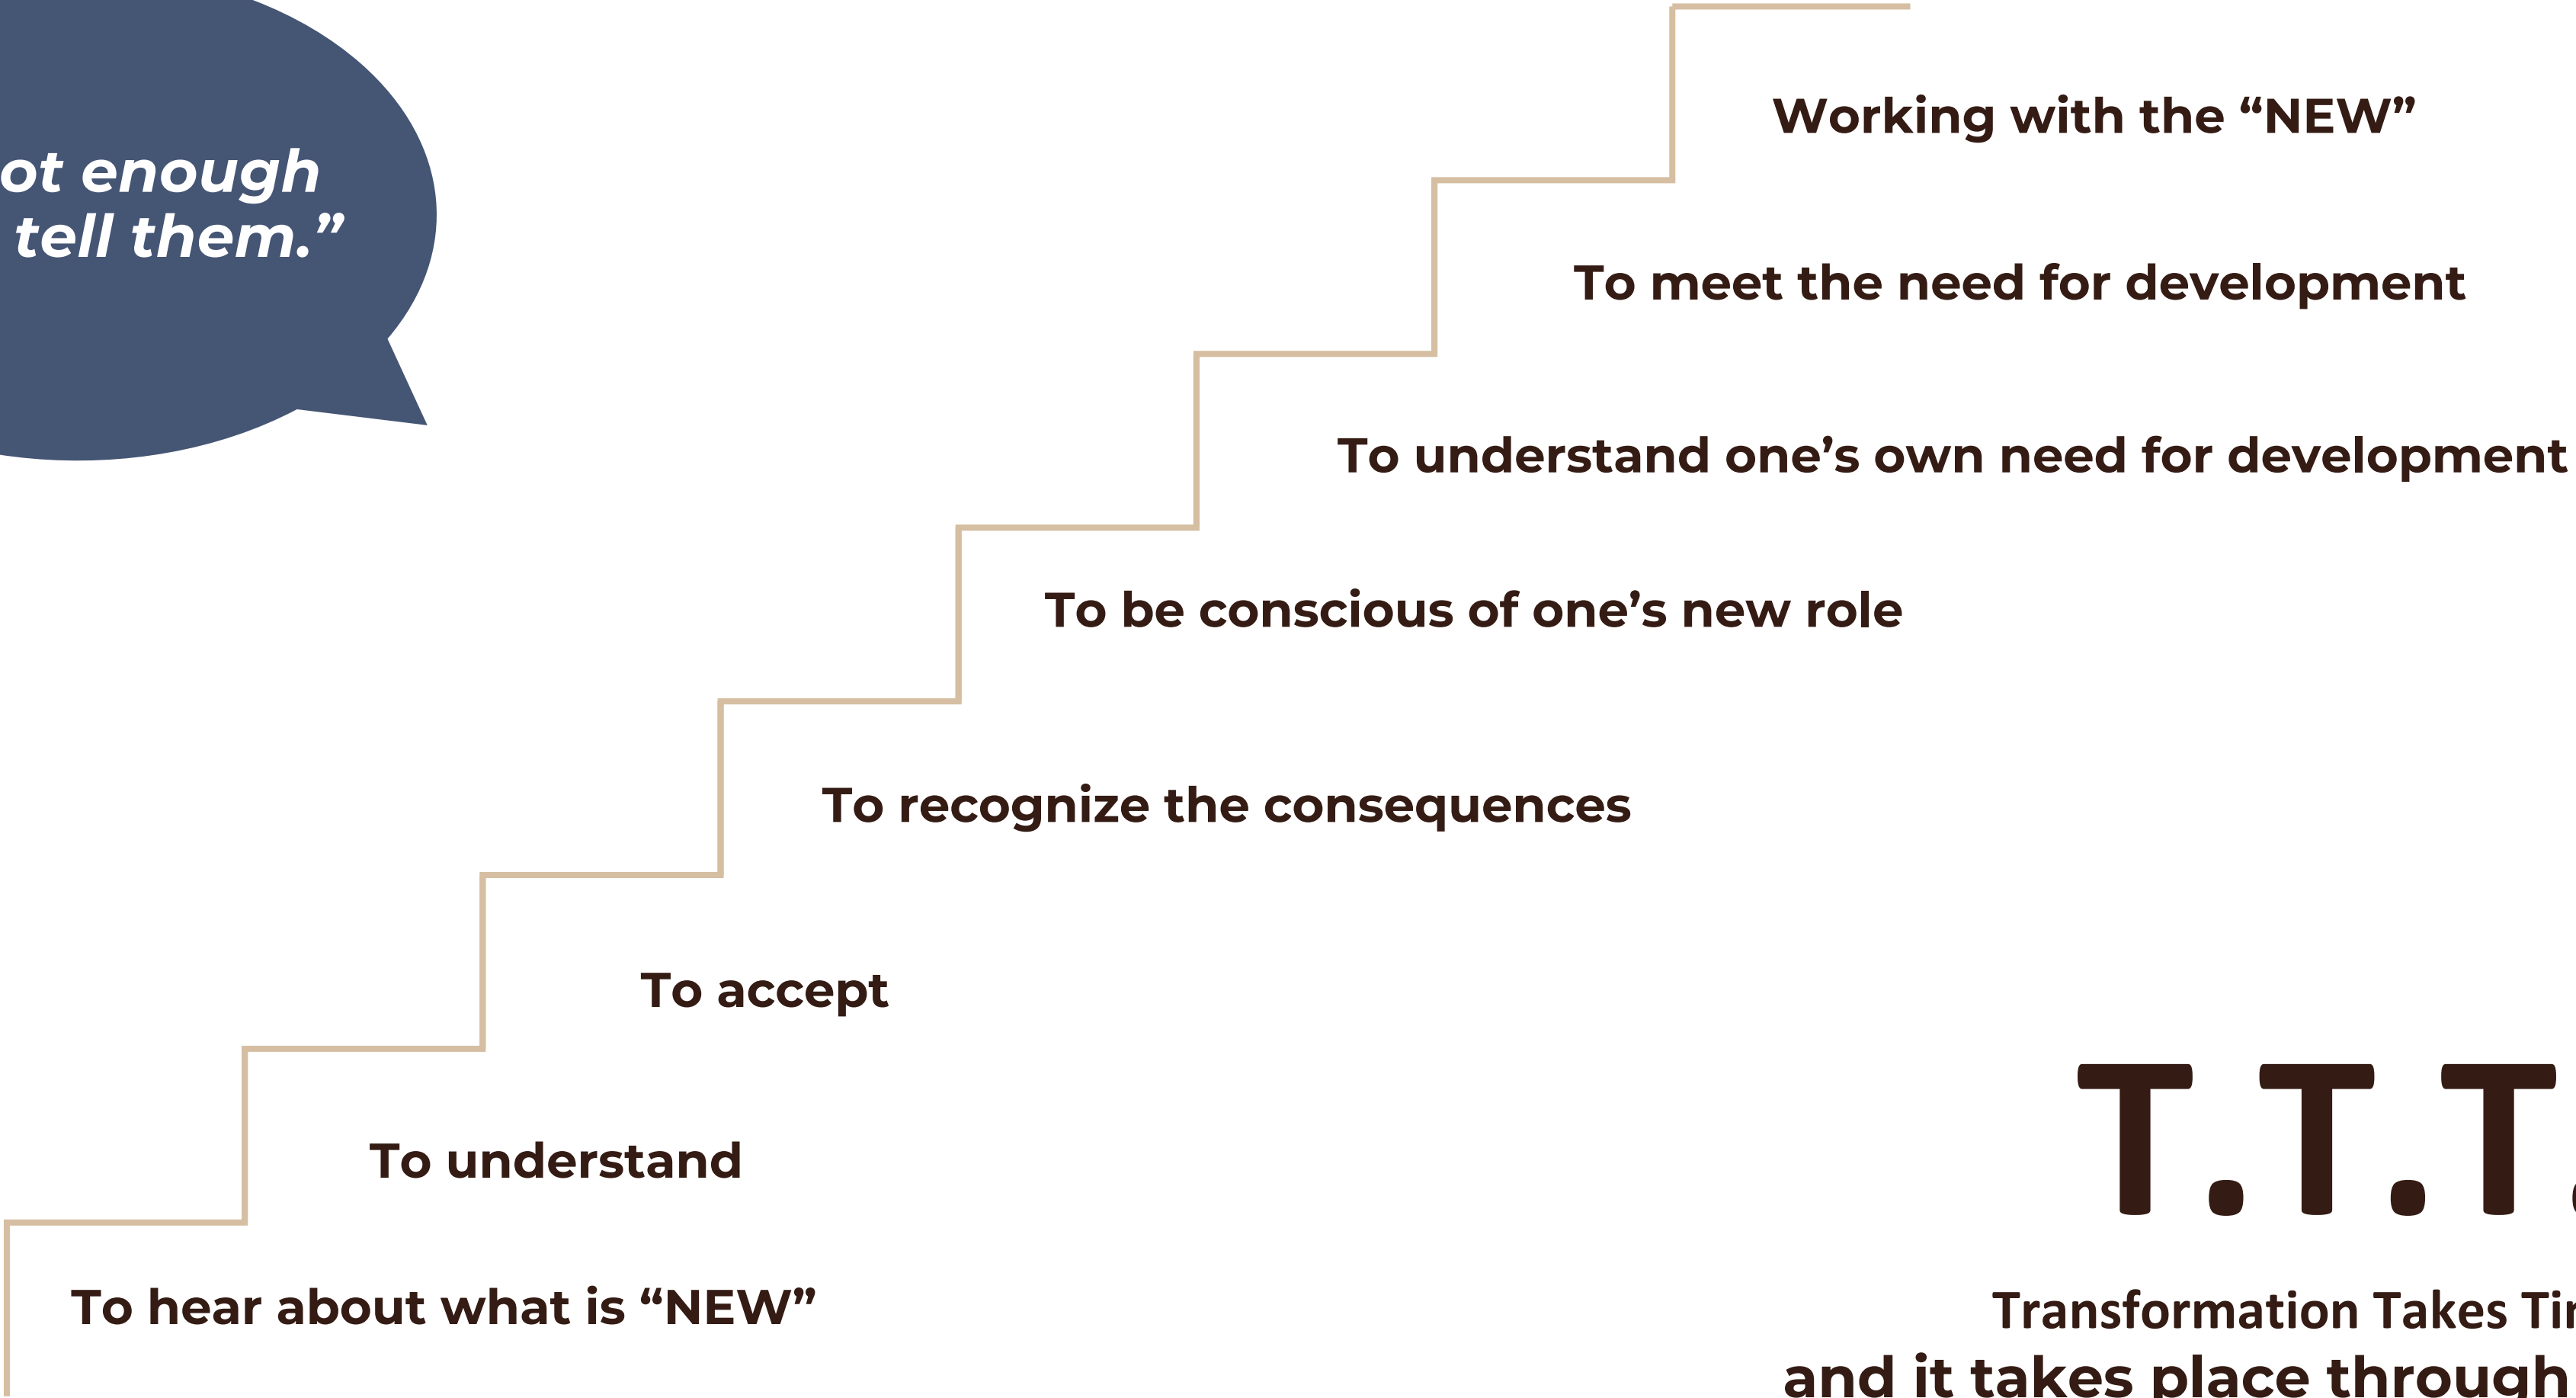 ot enough
tell them.”
Working with the “NEW”
To meet the need for development
To understand one’s own need for development
To be conscious of one’s new role
To recognize the consequences
To accept
To understand
To hear about what is “NEW”
T.T.T.
Transformation Takes
and it takes place through